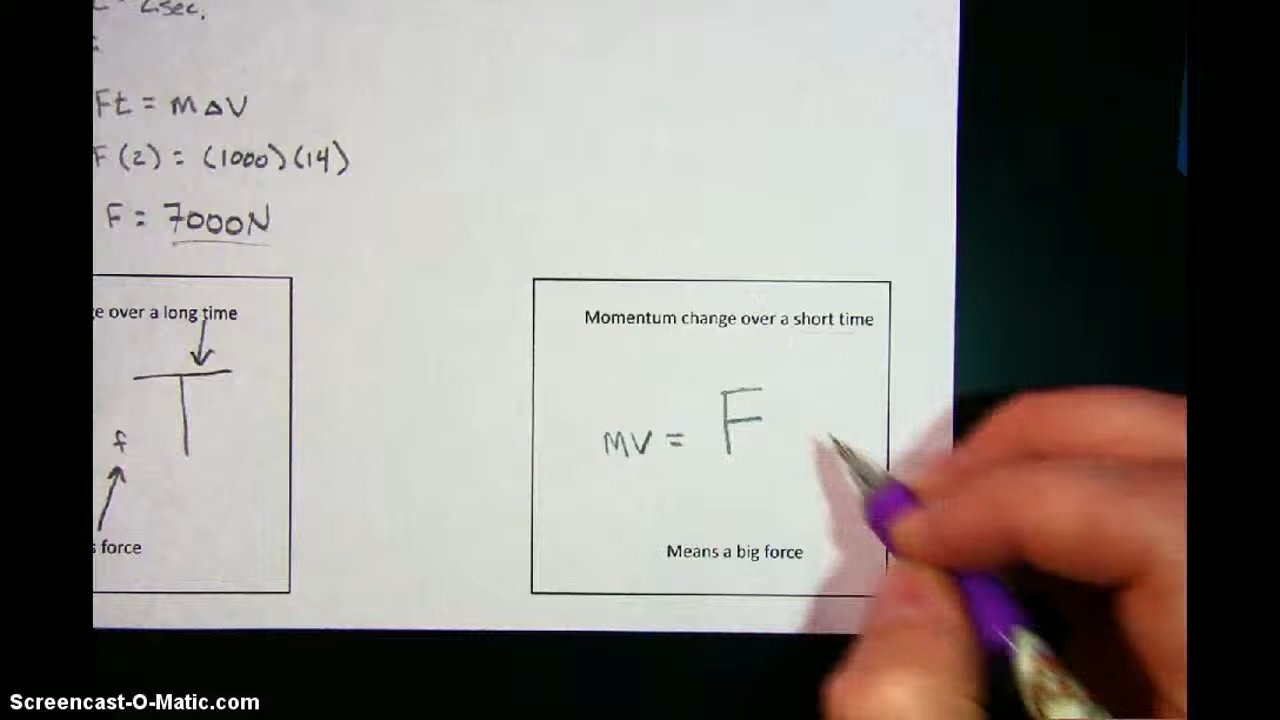 2sec.
Ft = m∆V
F(2) = (1000)(14)
F = 7000N
e over a long time
T
f
force
Momentum change over a short time
MV = F
Means a big force
Screencast-O-Matic.com